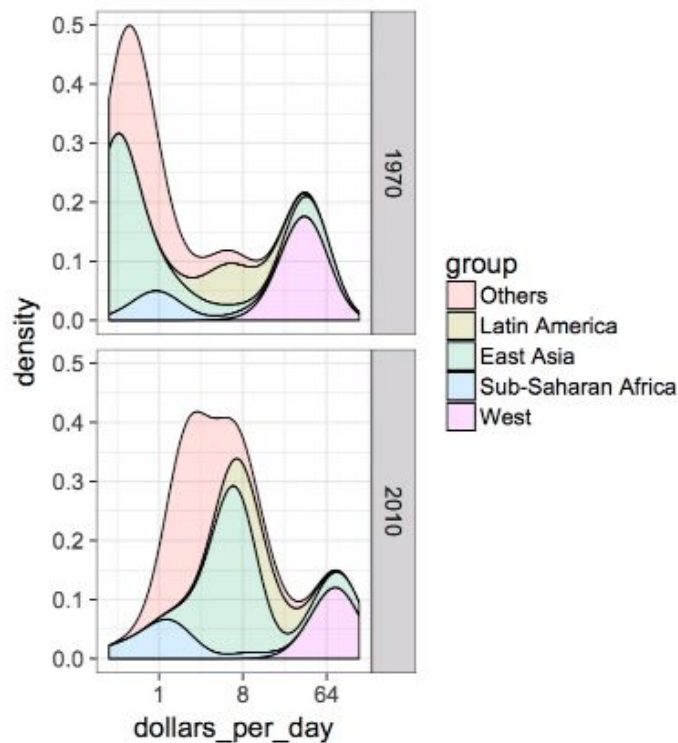 0.5
0.4
0.3
0.2
0.1
0.0
1970
0.5
0.4
0.3
0.2
0.1
0.0
2010
density
1 8 64
dollars_per_day
group
Others
Latin America
East Asia
Sub-Saharan Africa
West